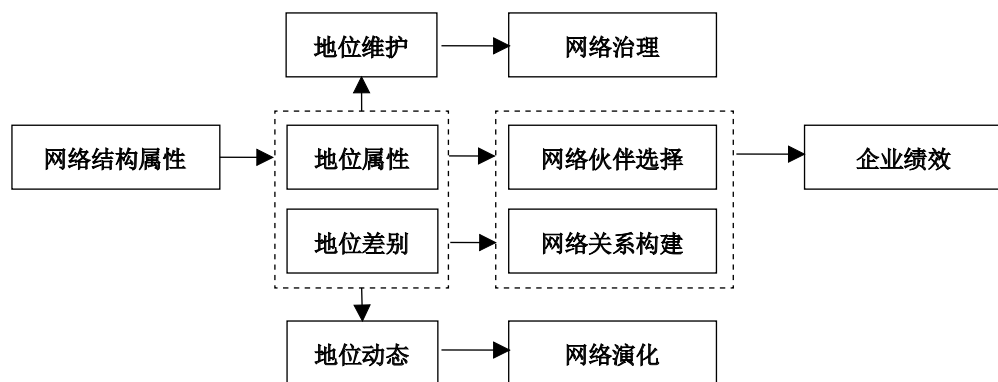 地位维护
网络治理
网络结构属性
地位属性
网络伙伴选择
企业绩效
地位差别
网络关系构建
地位动态
网络演化